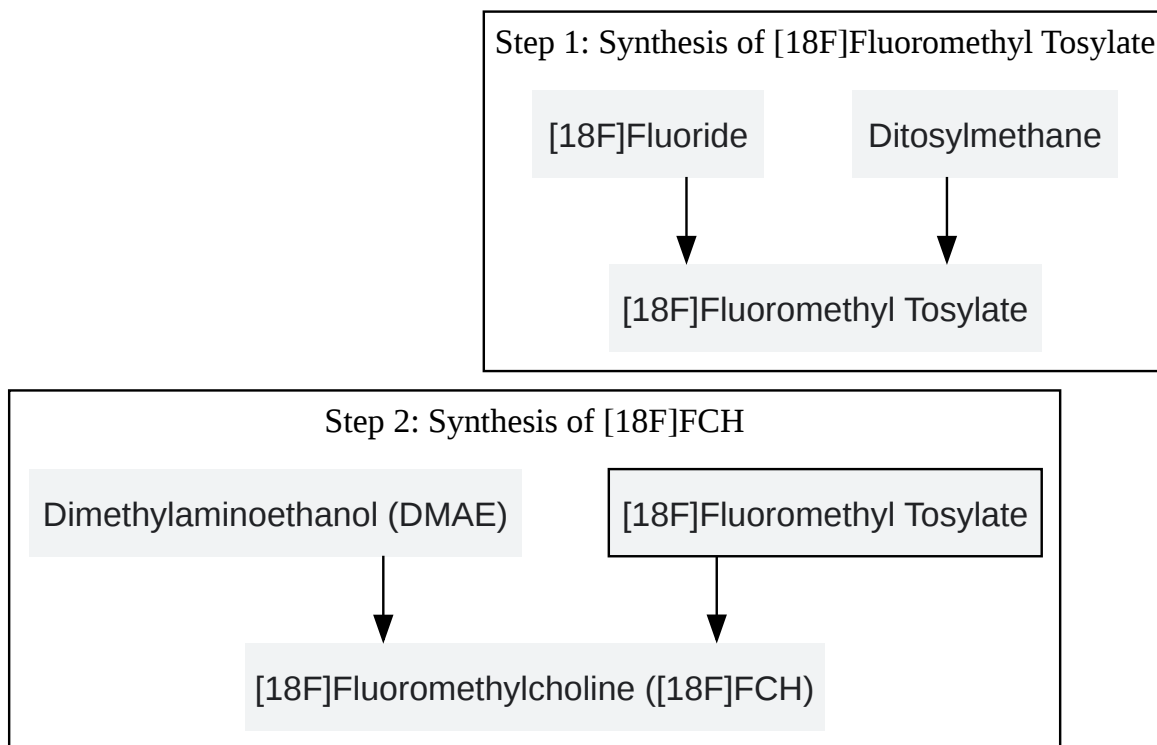 Step 1: Synthesis of [18F]Fluoromethyl Tosylate
[18F]Fluoride
Ditosylmethane
[18F]Fluoromethyl Tosylate
Step 2: Synthesis of [18F]FCH
Dimethylaminoethanol (DMAE)
[18F]Fluoromethyl Tosylate
[18F]Fluoromethylcholine ([18F]FCH)